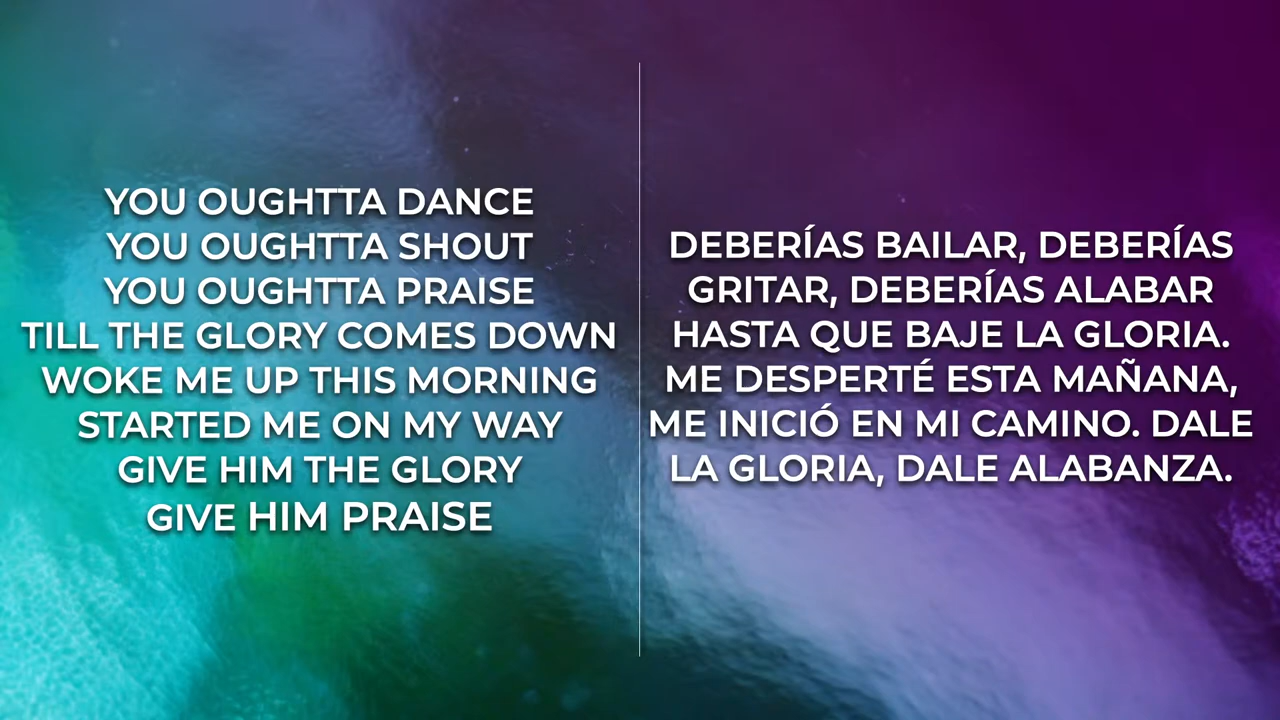 YOU OUGHTTA DANCE
YOU OUGHTTA SHOUT
YOU OUGHTTA PRAISE
TILL THE GLORY COMES DOWN
WOKE ME UP THIS MORNING
STARTED ME ON MY WAY
GIVE HIM THE GLORY
GIVE HIM PRAISE
DEBERÍAS BAILAR, DEBERÍAS
GRITAR, DEBERÍAS ALABAR
HASTA QUE BAJE LA GLORIA.
ME DESPERTÉ ESTA MAÑANA,
ME INICIÓ EN MI CAMINO. DALE
LA GLORIA, DALE ALABANZA.